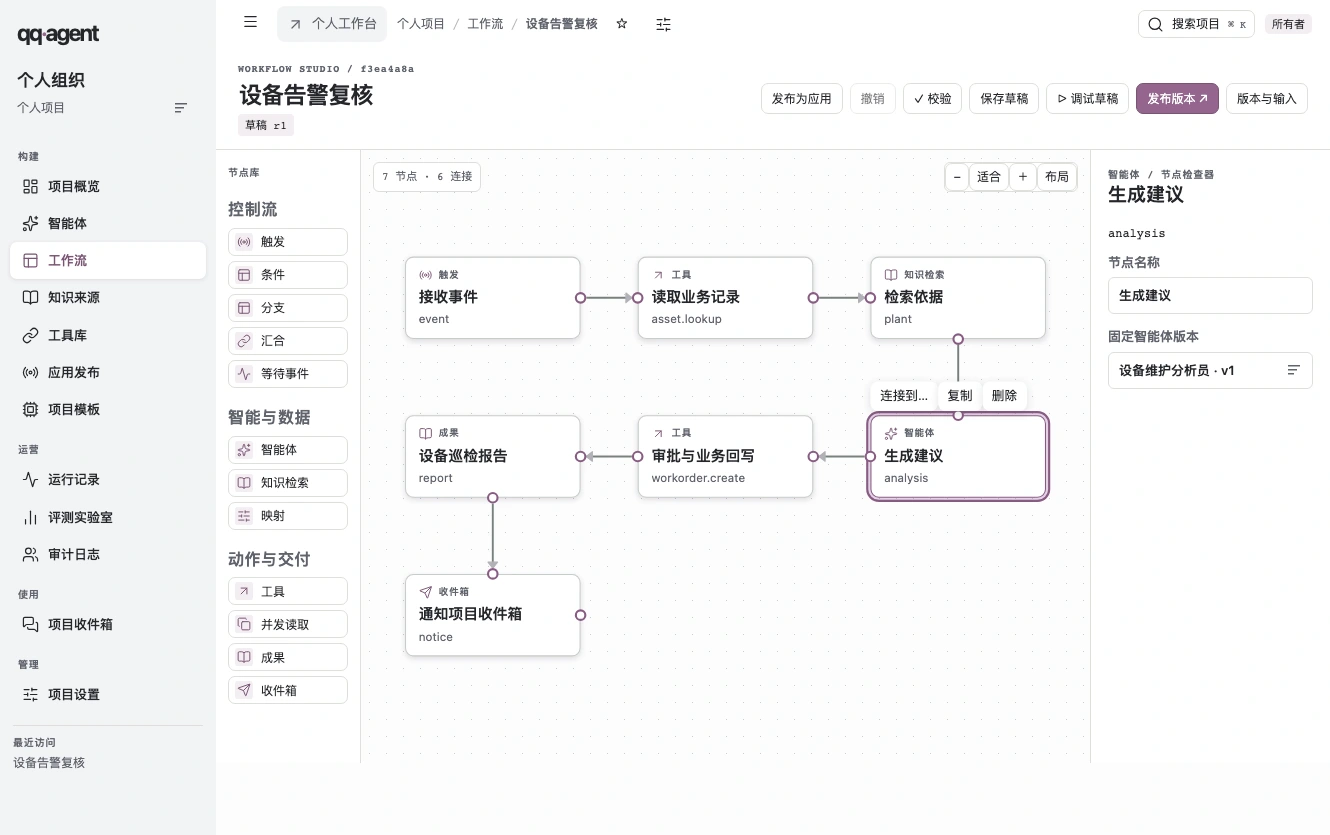 qq·agent
个人组织
个人项目
构建
项目概览
智能体
工作流
知识来源
工具库
应用发布
项目模板
运营
运行记录
评测实验室
审计日志
使用
项目收件箱
管理
项目设置
最近访问
设备告警复核
个人工作台
个人项目 / 工作流 / 设备告警复核
搜索项目 ⌘ K
所有者
WORKFLOW STUDIO / f3ea4a8a
设备告警复核
草稿 r1
发布为应用
撤销
✓ 校验
保存草稿
▷ 调试草稿
发布版本 ↗
版本与输入
节点库
控制流
触发
条件
分支
汇合
等待事件
智能与数据
智能体
知识检索
映射
动作与交付
工具
并发读取
成果
收件箱
7 节点 · 6 连接
− 适合 + 布局
触发
接收事件
event
工具
读取业务记录
asset.lookup
知识检索
检索依据
plant
连接到… 复制 删除
成果
设备巡检报告
report
工具
审批与业务回写
workorder.create
智能体
生成建议
analysis
收件箱
通知项目收件箱
notice
智能体 / 节点检查器
生成建议
analysis
节点名称
生成建议
固定智能体版本
设备维护分析员 · v1